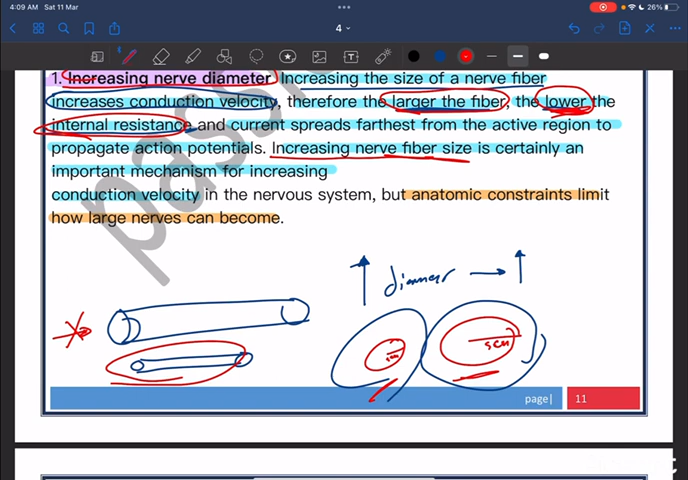 4:09 AM Sat 11 Mar
26%
4
1. Increasing nerve diameter Increasing the size of a nerve fiber
increases conduction velocity, therefore the larger the fiber, the lower the
internal resistance and current spreads farthest from the active region to
propagate action potentials. Increasing nerve fiber size is certainly an
important mechanism for increasing
conduction velocity in the nervous system, but anatomic constraints limit
how large nerves can become.
page| 11